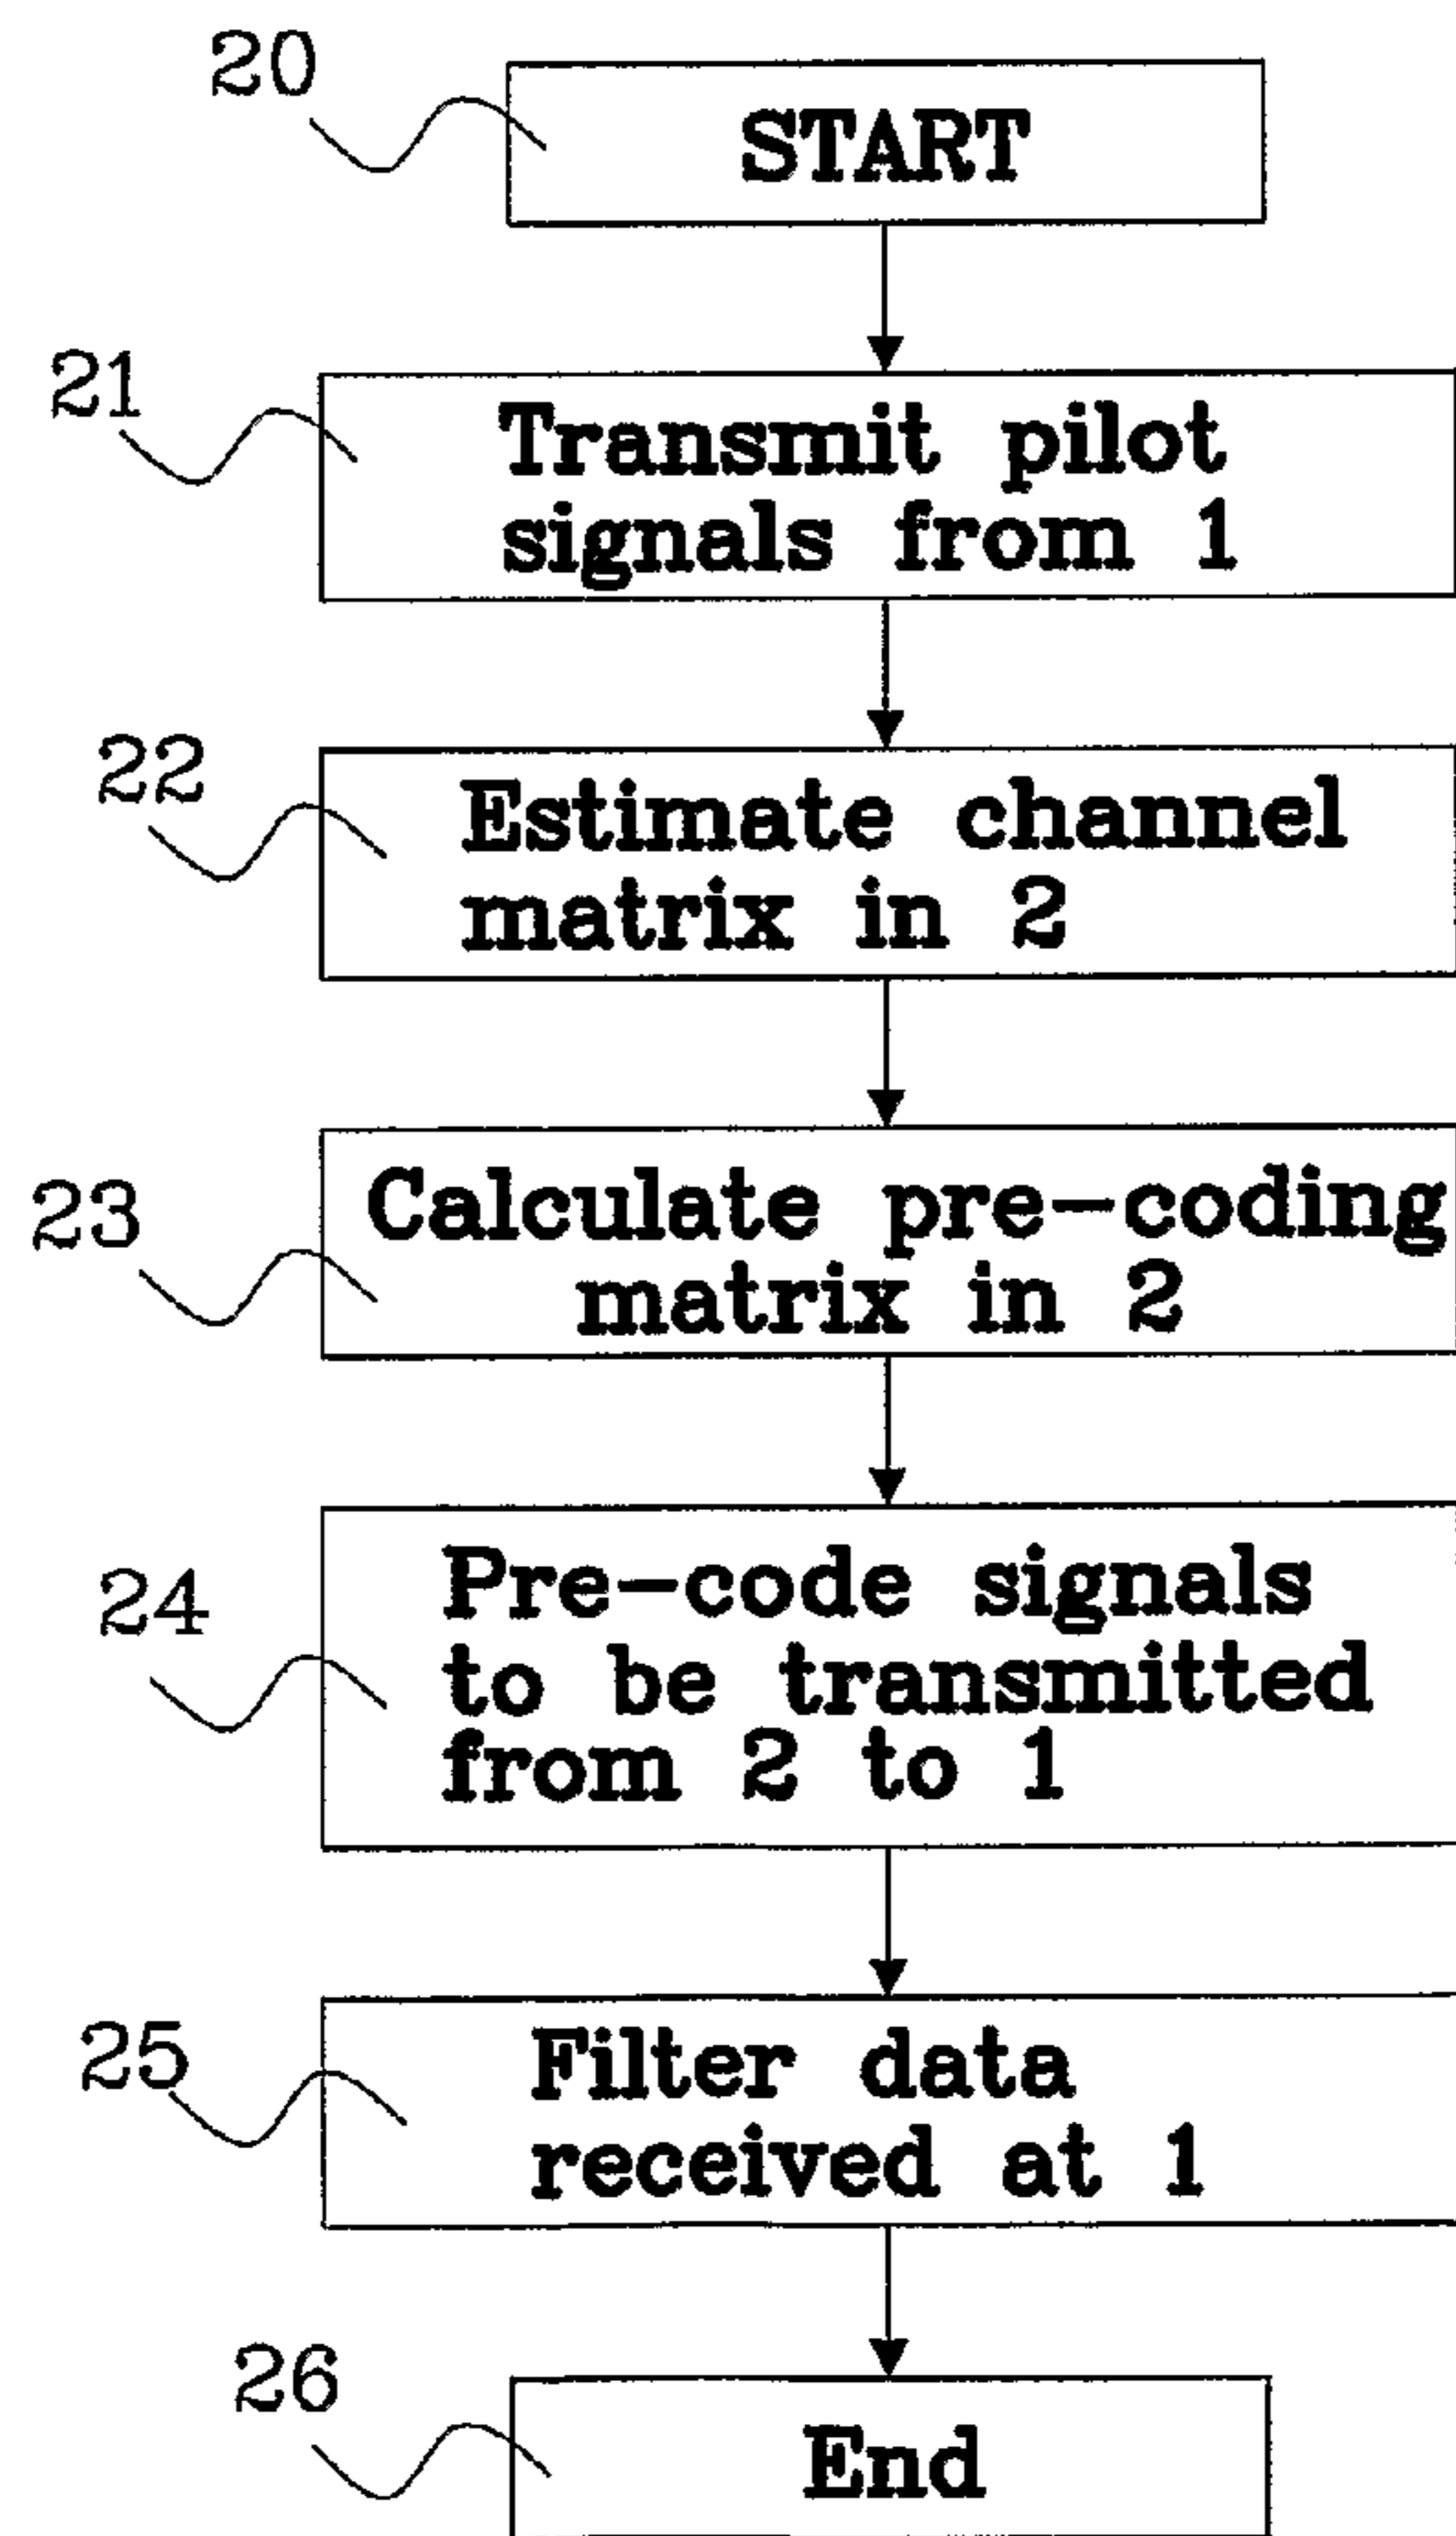 20
START
21
Transmit pilot
signals from 1
22
Estimate channel
matrix in 2
23
Calculate pre-coding
matrix in 2
24
Pre-code signals
to be transmitted
from 2 to 1
25
Filter data
received at 1
26
End